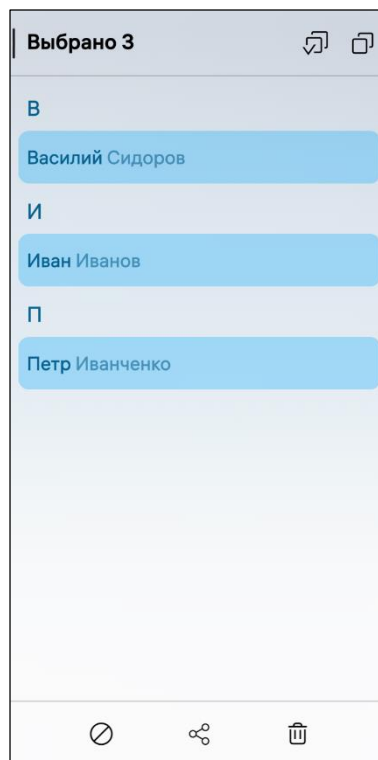 Выбрано 3
В
Василий Сидоров
И
Иван Иванов
П
Петр Иванченко